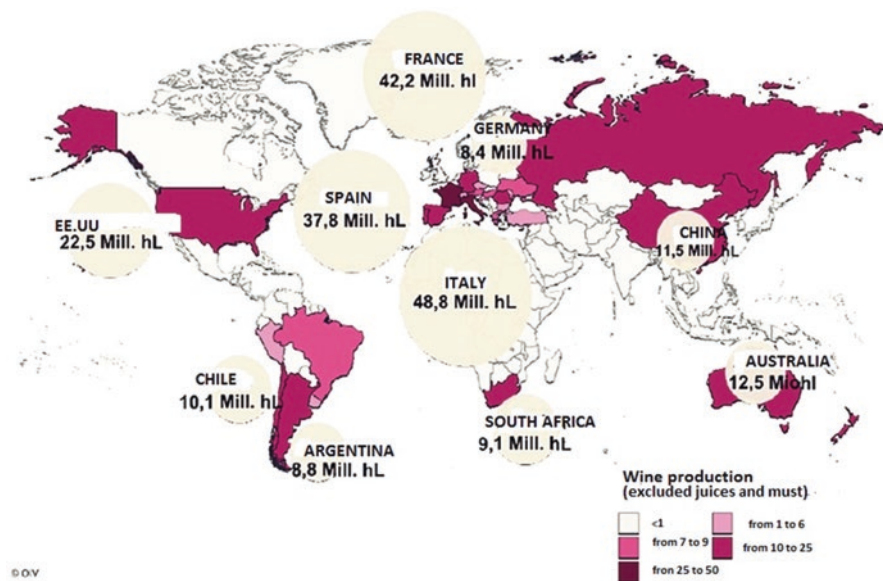 FRANCE
42,2 Mill. hl
GERMANY
8,4 Mill. hL
SPAIN
37,8 Mill. hL
EE.UU
22,5 Mill. hL
CHINA
11,5 Mill. hL
ITALY
48,8 Mill. hL
AUSTRALIA
12,5 Miohl
CHILE
10,1 Mill. hL
SOUTH AFRICA
9,1 Mill. hL
ARGENTINA
8,8 Mill. hL
Wine production
(excluded juices and must)
<1
from 1 to 6
from 7 to 9
from 10 to 25
fron 25 to 50
© OIV